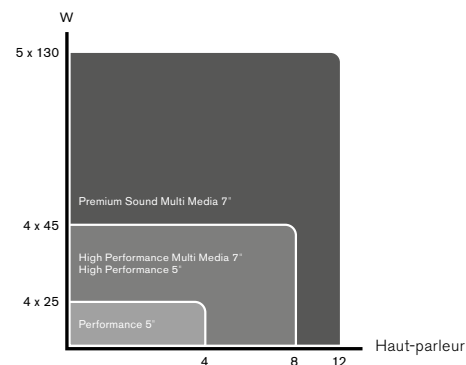 W
5 x 130
Premium Sound Multi Media 7"
4 x 45
High Performance Multi Media 7"
High Performance 5"
4 x 25
Performance 5"
Haut-parleur
4 8 12